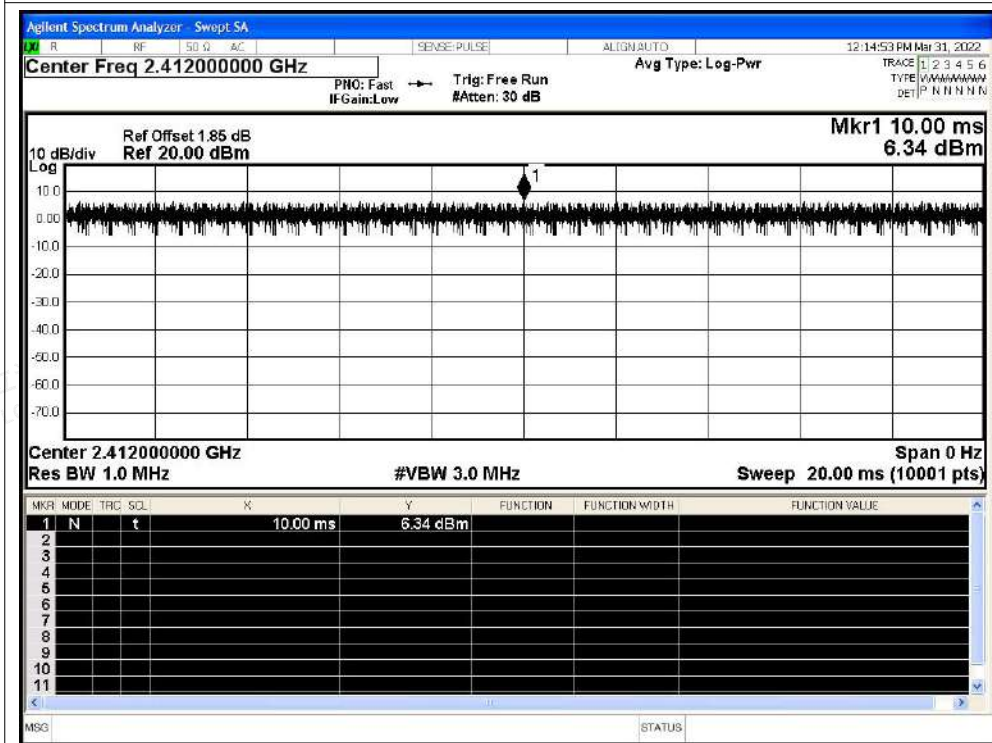 Agilent Spectrum Analyzer - Swept SA
LXI R RF 50 Ω AC SENSE:PULSE ALIGN AUTO 12:14:53 PM Mar 31, 2022
Center Freq 2.412000000 GHz
PNO: Fast
IFGain:Low
Trig: Free Run
#Atten: 30 dB
Avg Type: Log-Pwr
TRACE 1 2 3 4 5 6
TYPE
DET P N N N N N
Mkr1 10.00 ms
6.34 dBm
Ref Offset 1.85 dB
10 dB/div Ref 20.00 dBm
Log
1
10.0
0.00
-10.0
-20.0
-30.0
-40.0
-50.0
-60.0
-70.0
Center 2.412000000 GHz Span 0 Hz
Res BW 1.0 MHz #VBW 3.0 MHz Sweep 20.00 ms (10001 pts)
MKR MODE TRC SCL X Y FUNCTION FUNCTION WIDTH FUNCTION VALUE
1 N t 10.00 ms 6.34 dBm
2
3
4
5
6
7
8
9
10
11
MSG STATUS